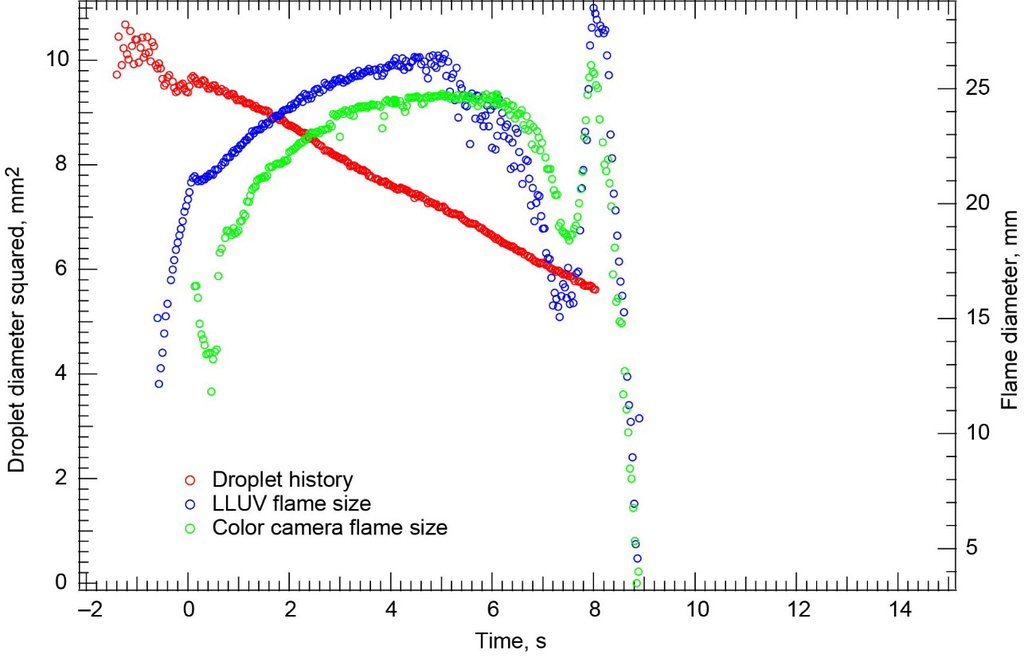 10
8
6
4
2
0
Droplet diameter squared, mm2
25
20
15
10
5
Flame diameter, mm
Droplet history
LLUV flame size
Color camera flame size
–2 0 2 4 6 8 10 12 14
Time, s